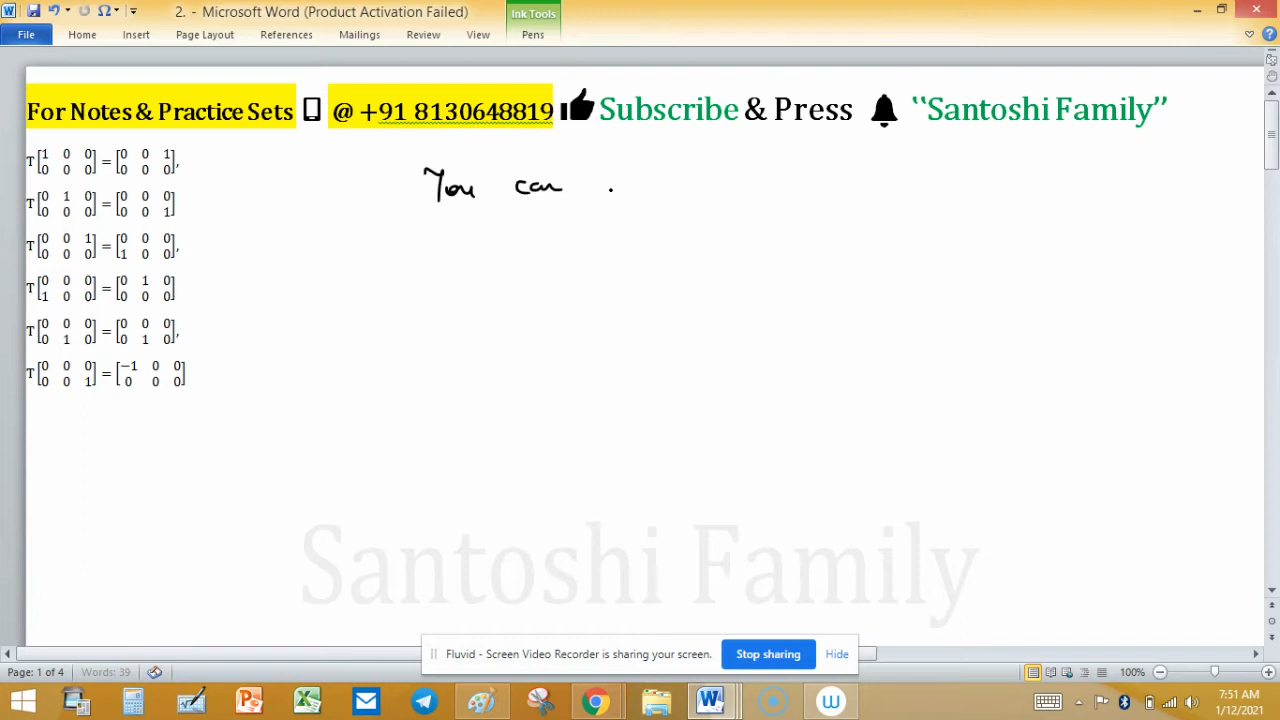 2. - Microsoft Word (Product Activation Failed)
Ink Tools
File Home Insert Page Layout References Mailings Review View Pens
For Notes & Practice Sets @ +91 8130648819 Subscribe & Press "Santoshi Family"
T[1 0 0; 0 0 0] = [0 0 1; 0 0 0],
T[0 1 0; 0 0 0] = [0 0 0; 0 0 1]
T[0 0 1; 0 0 0] = [0 0 0; 1 0 0],
T[0 0 0; 1 0 0] = [0 1 0; 0 0 0]
T[0 0 0; 0 1 0] = [0 0 0; 0 1 0],
T[0 0 0; 0 0 1] = [−1 0 0; 0 0 0]
You can
Santoshi Family
Fluvid - Screen Video Recorder is sharing your screen. Stop sharing Hide
Page: 1 of 4 Words: 39 100%
7:51 AM
1/12/2021